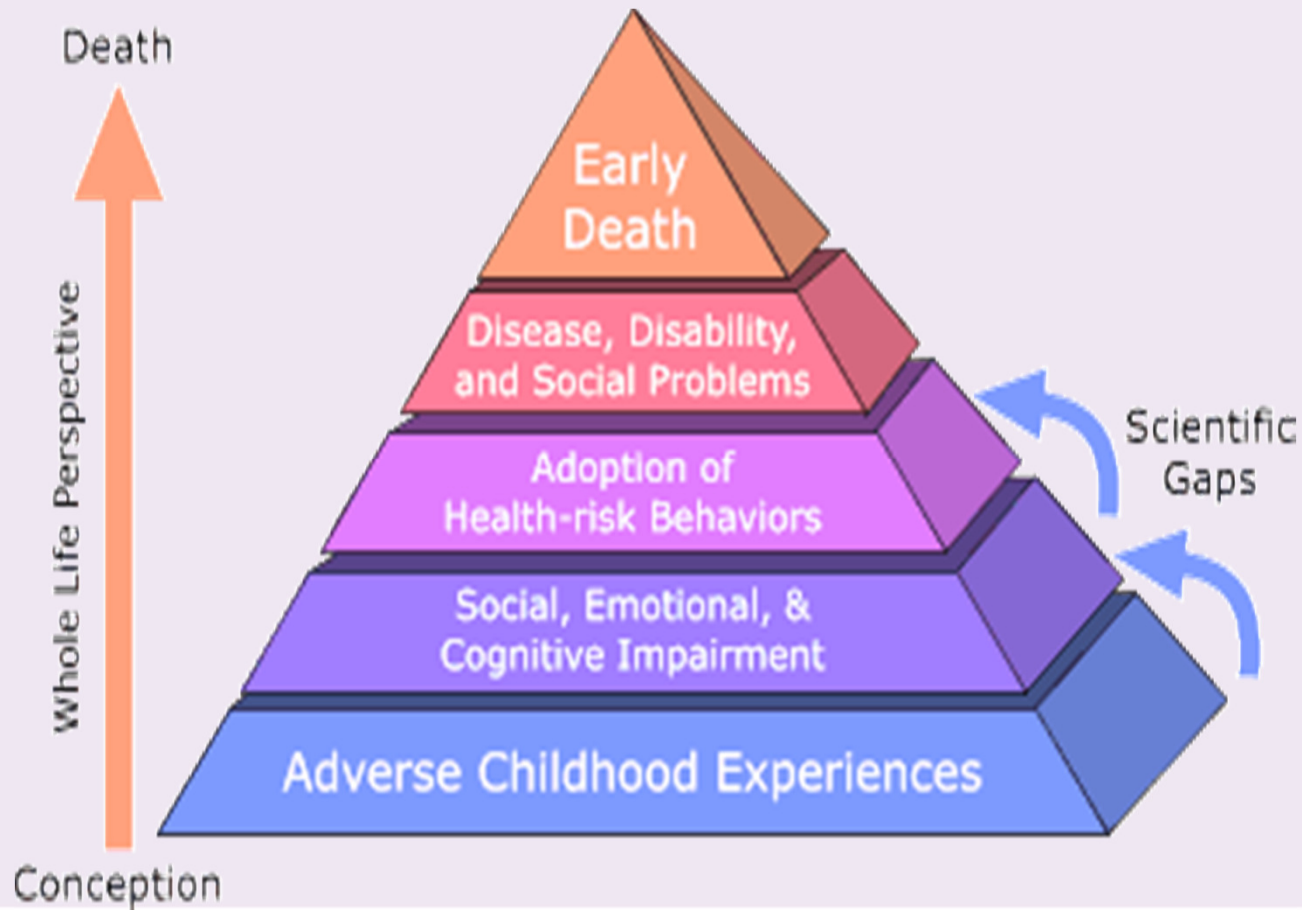 Death
Early
Death
Disease, Disability,
and Social Problems
Adoption of
Health-risk Behaviors
Social, Emotional, &
Cognitive Impairment
Adverse Childhood Experiences
Scientific
Gaps
Whole Life Perspective
Conception